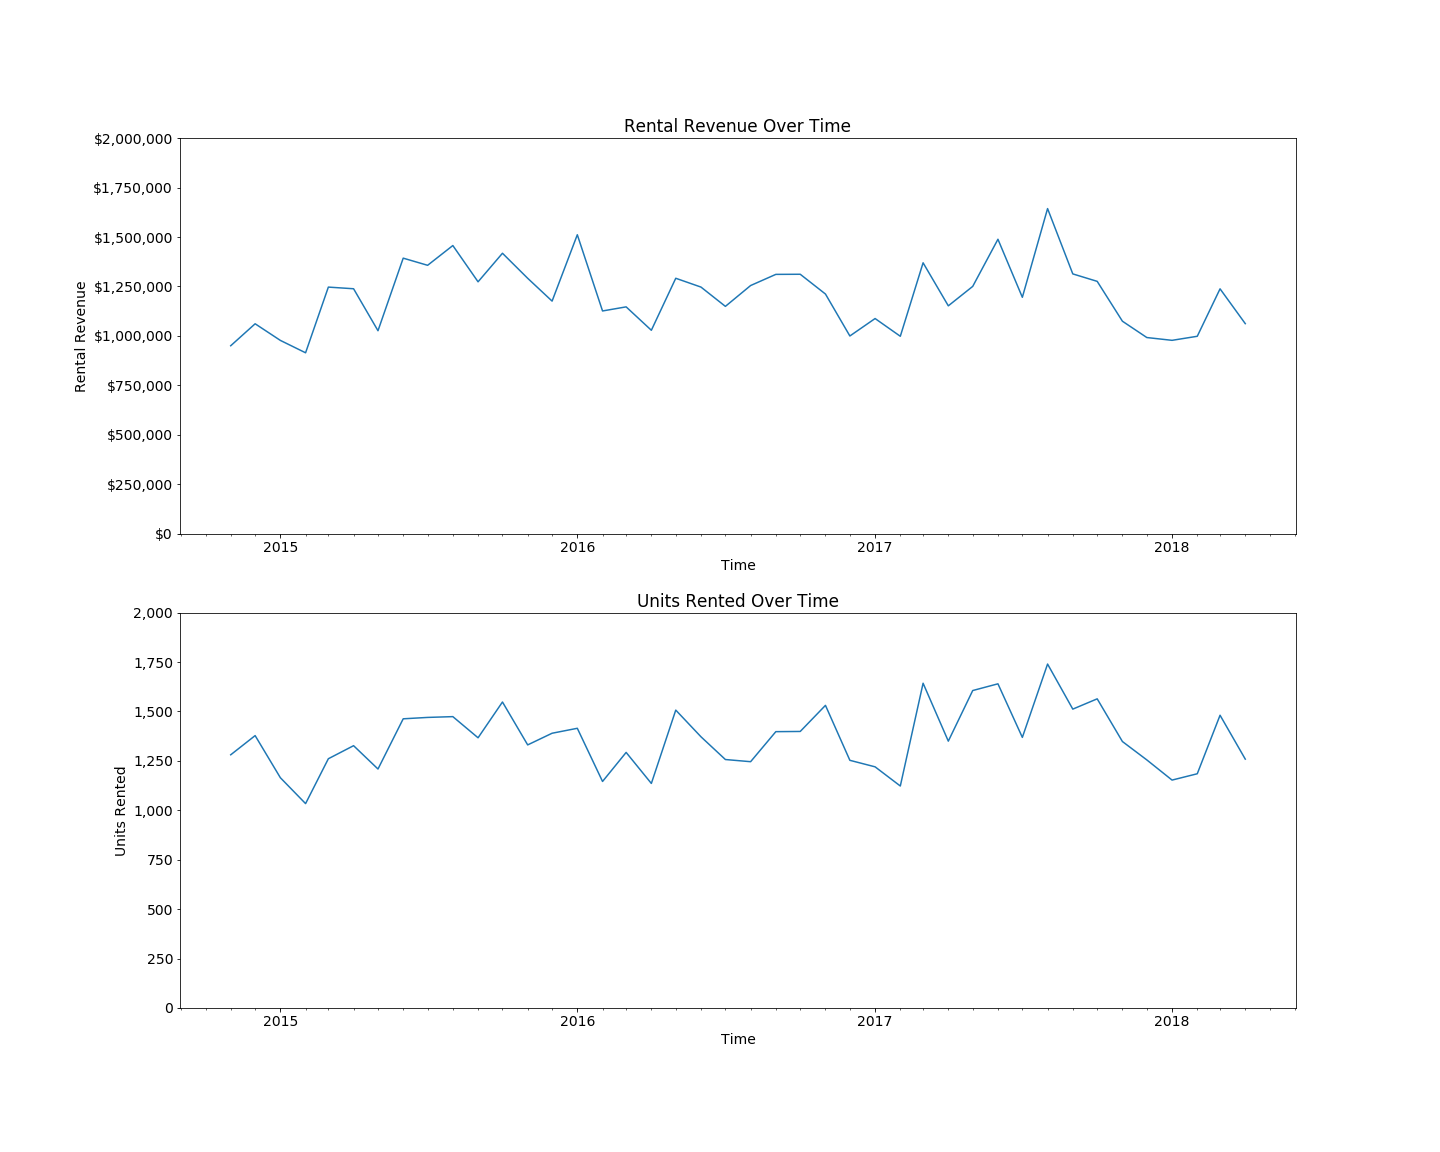 Rental Revenue Over Time
$2,000,000
$1,750,000
$1,500,000
$1,250,000
$1,000,000
$750,000
$500,000
$250,000
$0
Rental Revenue
2015 2016 2017 2018
Time
Units Rented Over Time
2,000
1,750
1,500
1,250
1,000
750
500
250
0
Units Rented
2015 2016 2017 2018
Time